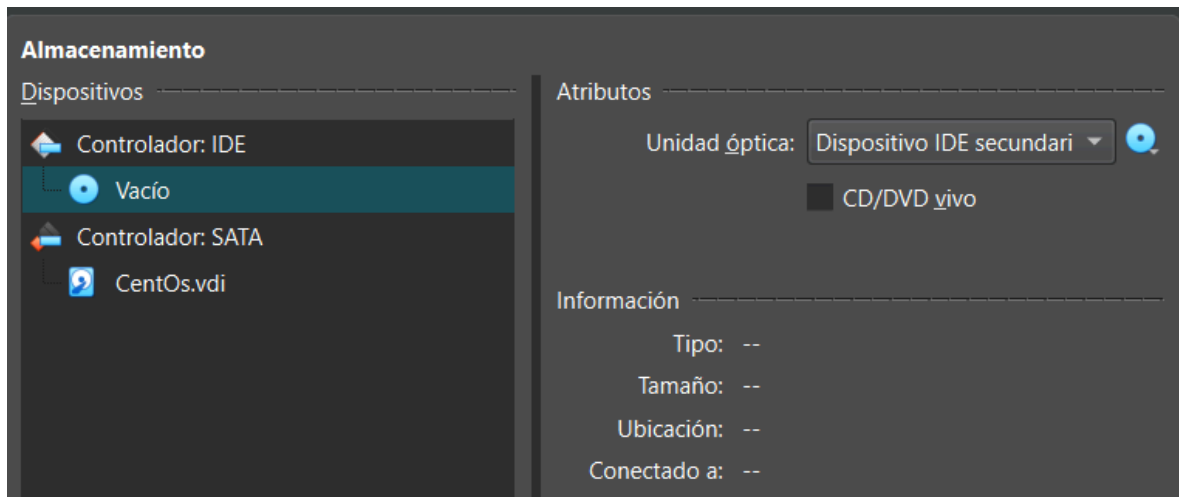 Almacenamiento
Dispositivos
Controlador: IDE
Vacío
Controlador: SATA
CentOs.vdi
Atributos
Unidad óptica: Dispositivo IDE secundari
CD/DVD vivo
Información
Tipo: --
Tamaño: --
Ubicación: --
Conectado a: --